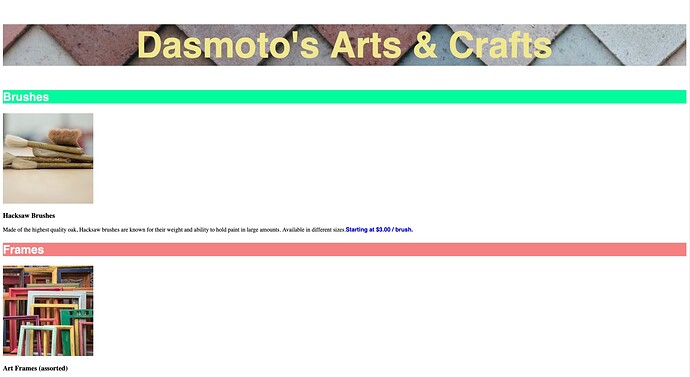 Dasmoto's Arts & Crafts
Brushes
Hacksaw Brushes
Made of the highest quality oak, Hacksaw brushes are known for their weight and ability to hold paint in large amounts. Available in different sizes.Starting at $3.00 / brush.
Frames
Art Frames (assorted)